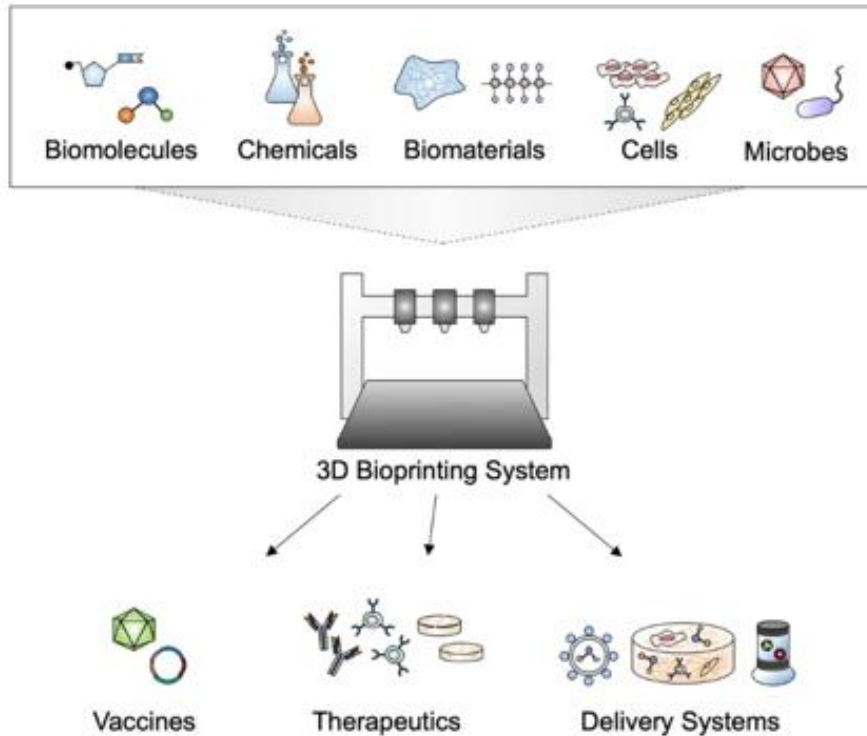 Biomolecules Chemicals Biomaterials Cells Microbes
3D Bioprinting System
Vaccines Therapeutics Delivery Systems